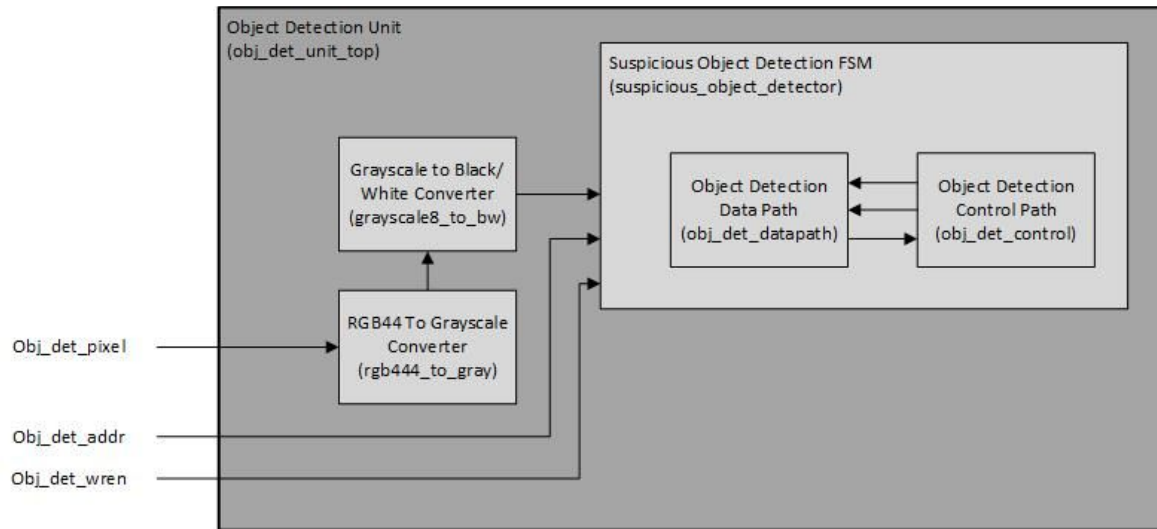 Object Detection Unit
(obj_det_unit_top)
Suspicious Object Detection FSM
(suspicious_object_detector)
Grayscale to Black/
White Converter
(grayscale8_to_bw)
Object Detection
Data Path
(obj_det_datapath)
Object Detection
Control Path
(obj_det_control)
RGB44 To Grayscale
Converter
(rgb444_to_gray)
Obj_det_pixel
Obj_det_addr
Obj_det_wren